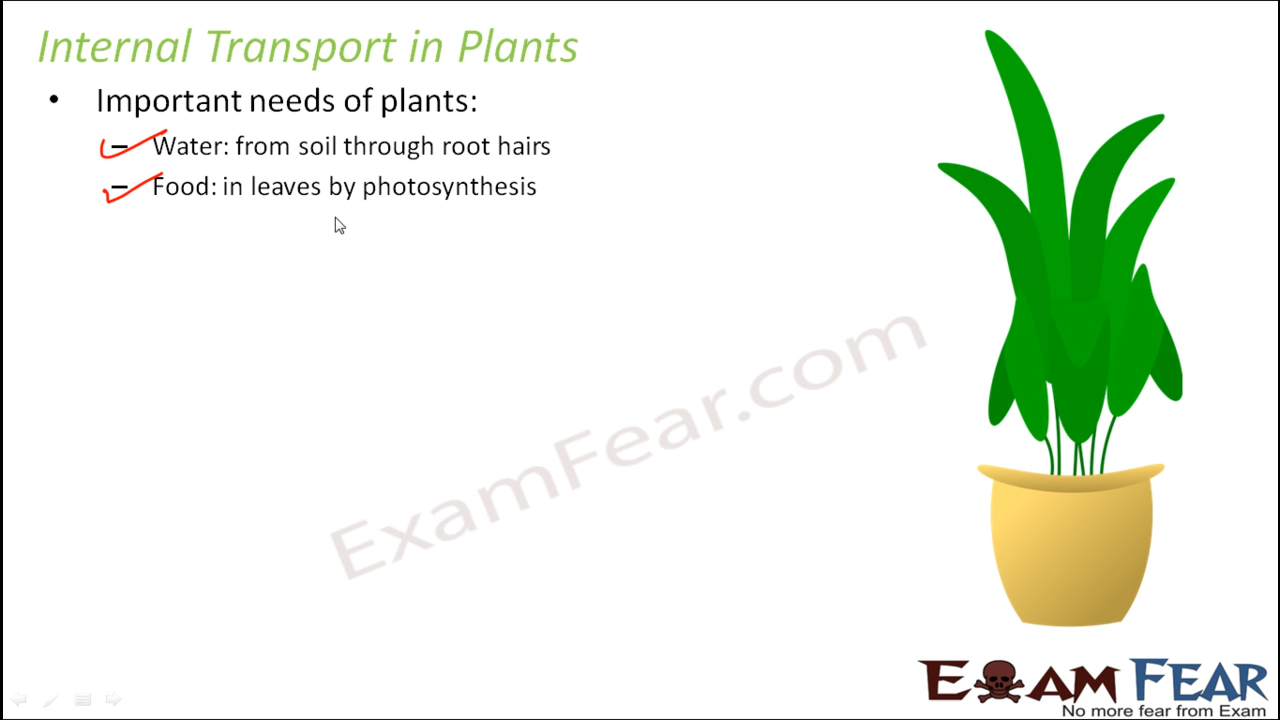 Internal Transport in Plants
• Important needs of plants:
– Water: from soil through root hairs
– Food: in leaves by photosynthesis
ExamFear.com
EXAM FEAR
No more fear from Exam